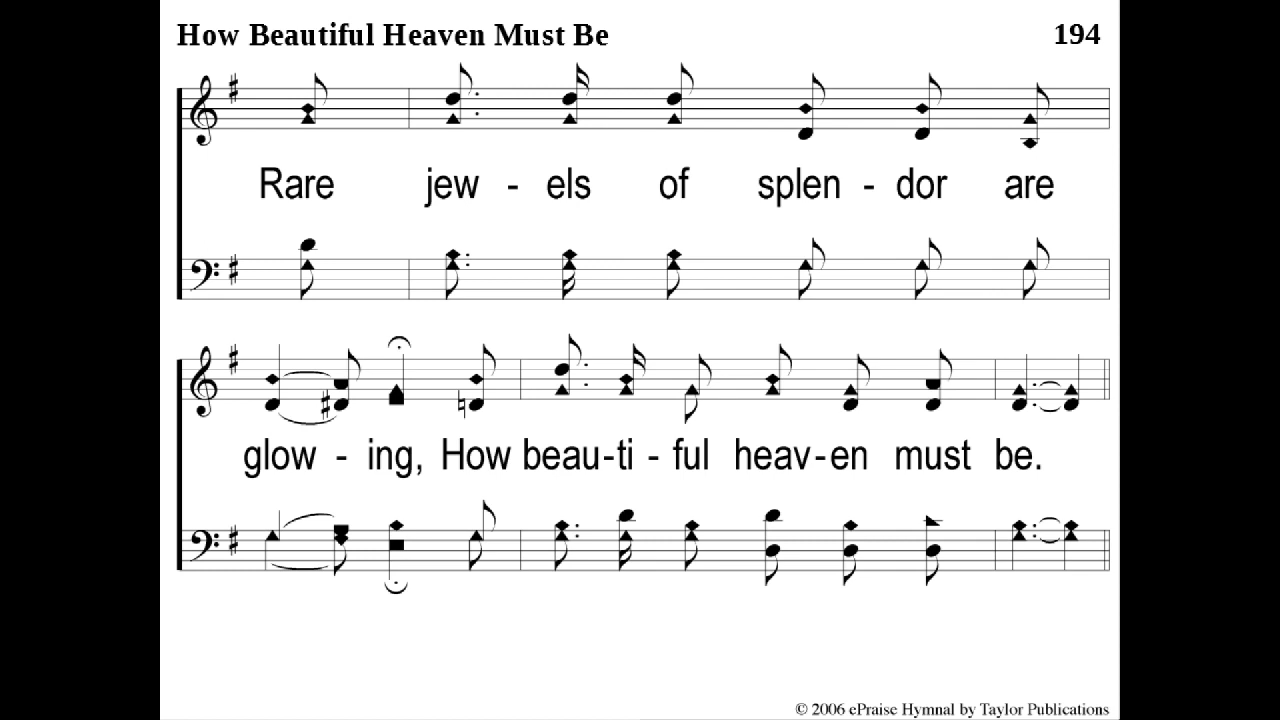 How Beautiful Heaven Must Be 194
Rare jew - els of splen - dor are
glow - ing, How beau-ti - ful heav-en must be.
© 2006 ePraise Hymnal by Taylor Publications